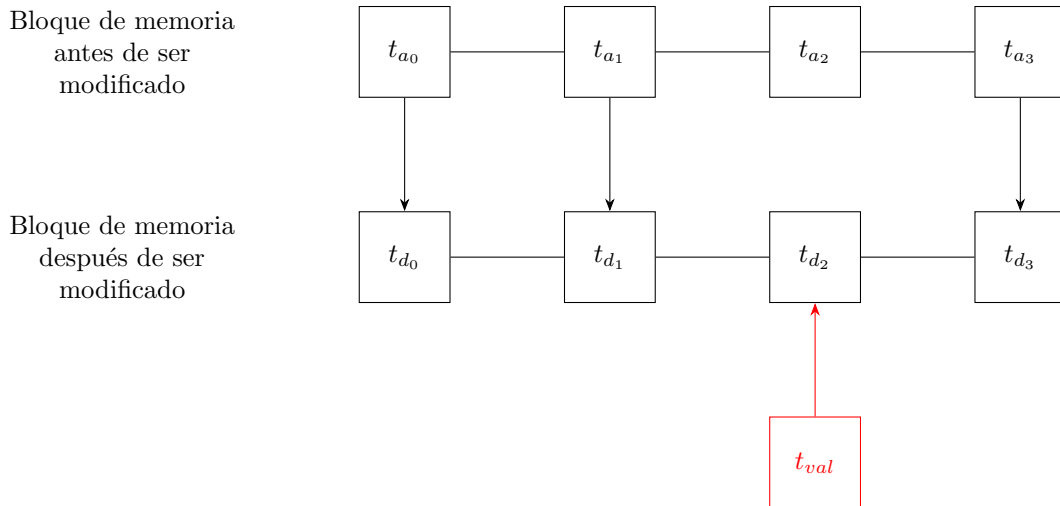 Bloque de memoria
antes de ser
modificado
t_{a_0} t_{a_1} t_{a_2} t_{a_3}
Bloque de memoria
después de ser
modificado
t_{d_0} t_{d_1} t_{d_2} t_{d_3}
t_{val}